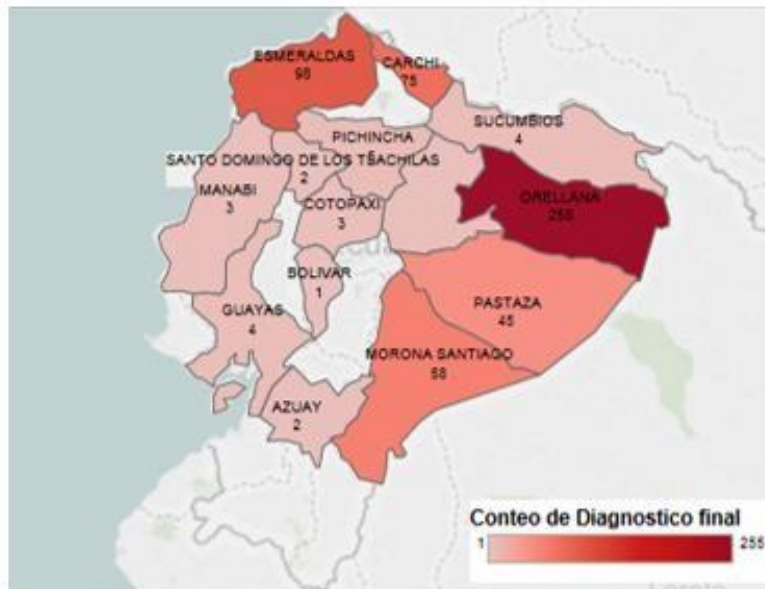 ESMERALDAS
98
CARCHI
75
SUCUMBIOS
4
PICHINCHA
SANTO DOMINGO DE LOS TSACHILAS
2
MANABI
3
COTOPAXI
3
ORELLANA
255
BOLIVAR
1
GUAYAS
4
PASTAZA
45
MORONA SANTIAGO
58
AZUAY
2
Conteo de Diagnostico final
1
255